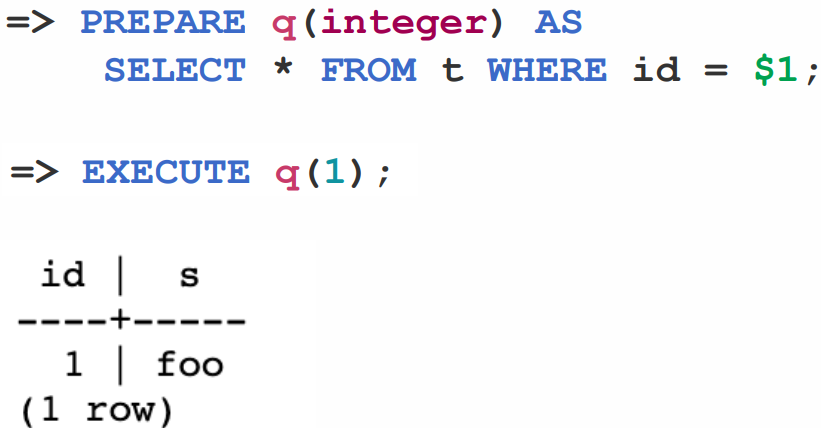 => PREPARE q(integer) AS
SELECT * FROM t WHERE id = $1;
=> EXECUTE q(1);
id | s
----+-----
1 | foo
(1 row)